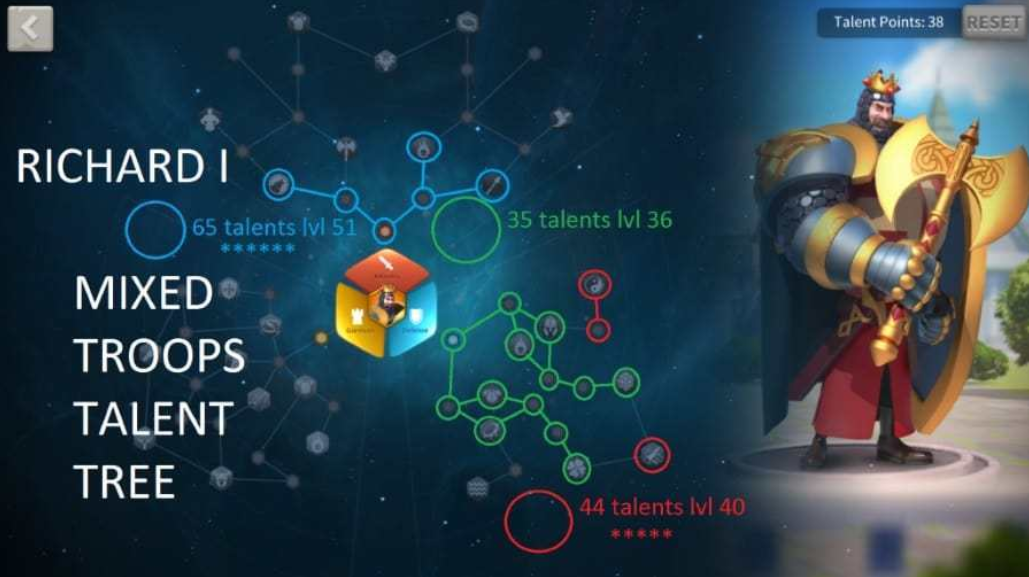 Talent Points: 38
RESET
RICHARD I
65 talents lvl 51
******
35 talents lvl 36
MIXED
TROOPS
TALENT
TREE
44 talents lvl 40
*****